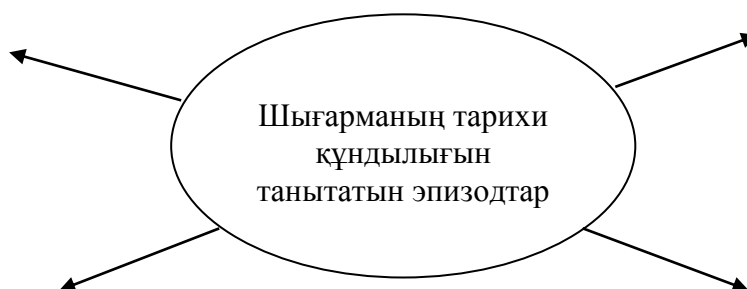 Шығарманың тарихи
құндылығын
танытатын эпизодтар